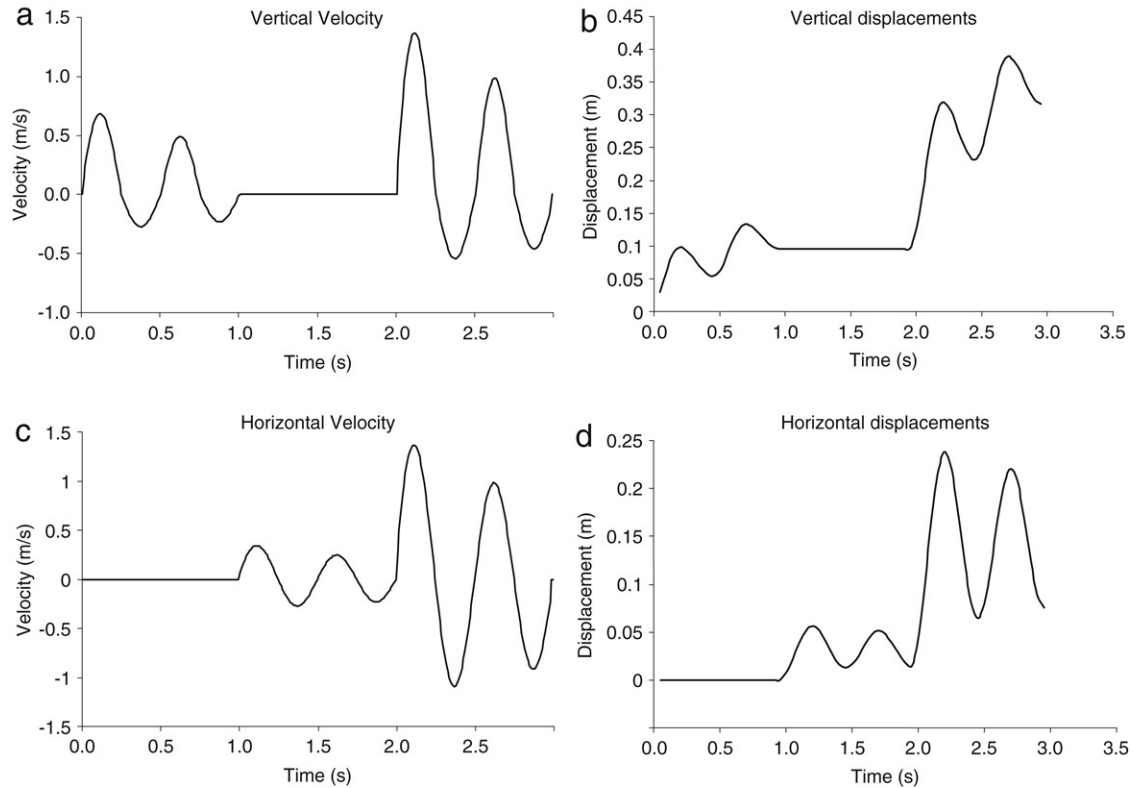 a
Vertical Velocity
1.5
1.0
0.5
0.0
-0.5
-1.0
Velocity (m/s)
0.0 0.5 1.0 1.5 2.0 2.5
Time (s)
b
Vertical displacements
0.45
0.4
0.35
0.3
0.25
0.2
0.15
0.1
0.05
0
Displacement (m)
0.0 0.5 1.0 1.5 2.0 2.5 3.0 3.5
Time (s)
c
Horizontal Velocity
1.5
1
0.5
0
-0.5
-1
-1.5
Velocity (m/s)
0.0 0.5 1.0 1.5 2.0 2.5
Time (s)
d
Horizontal displacements
0.25
0.2
0.15
0.1
0.05
0
Displacement (m)
0.0 0.5 1.0 1.5 2.0 2.5 3.0 3.5
Time (s)